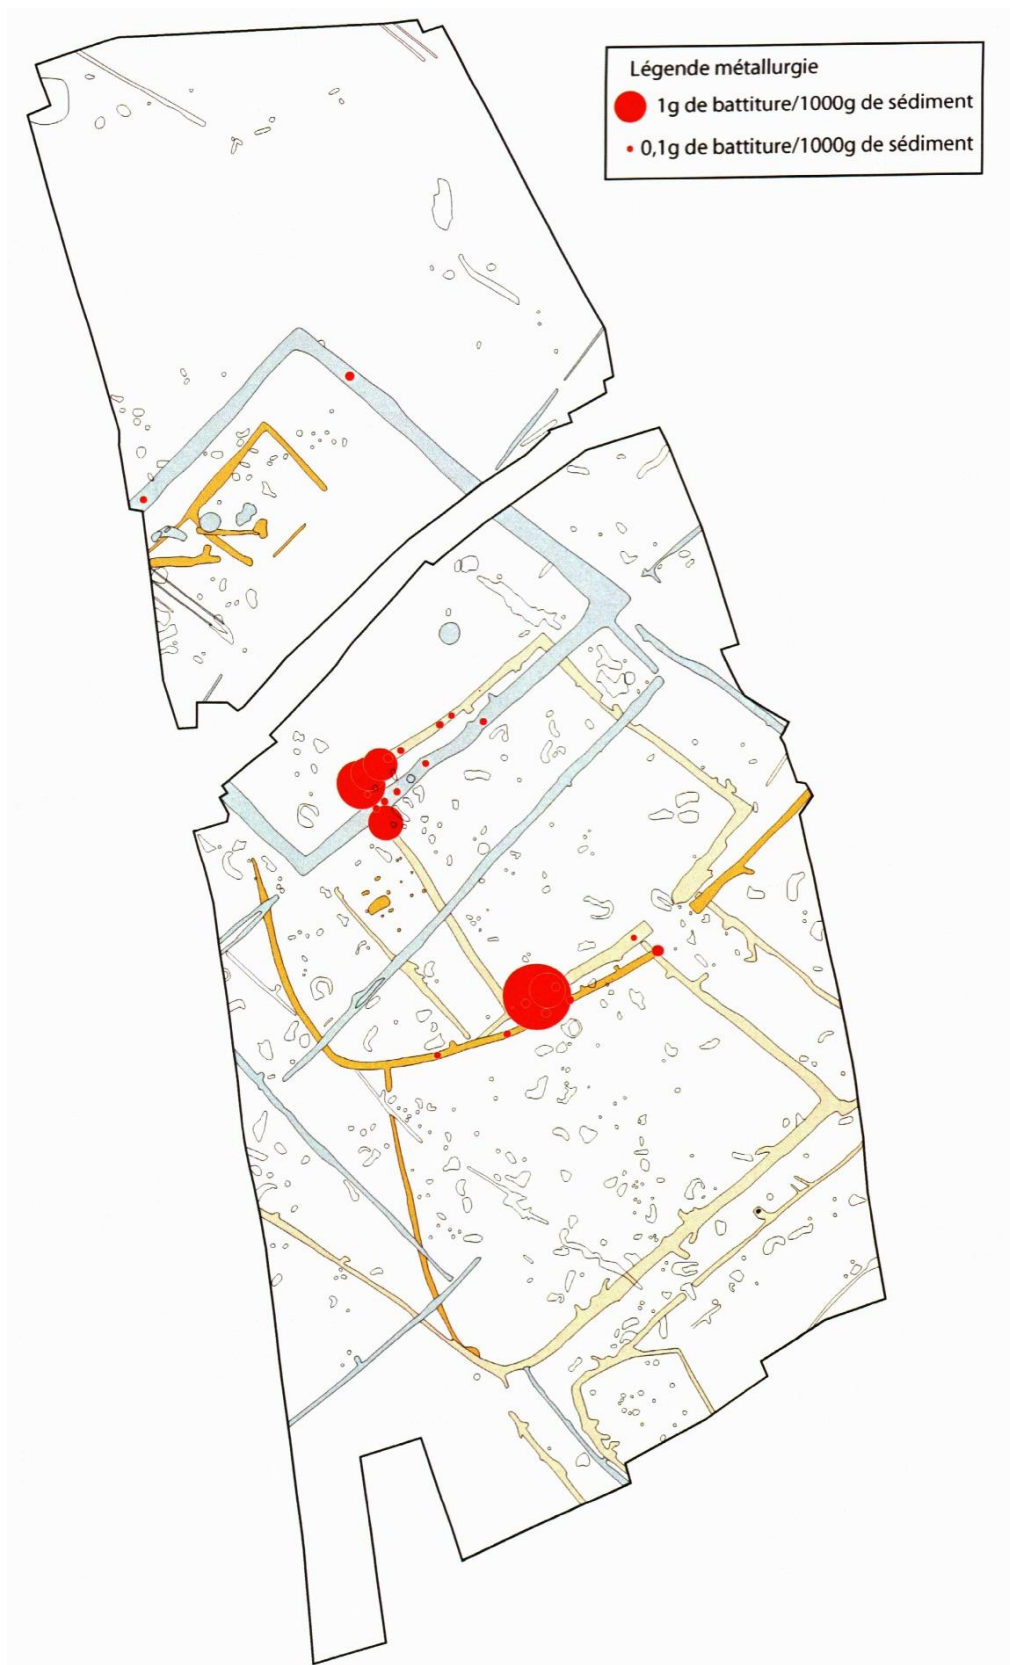 Légende métallurgie
1g de battiture/1000g de sédiment
0,1g de battiture/1000g de sédiment